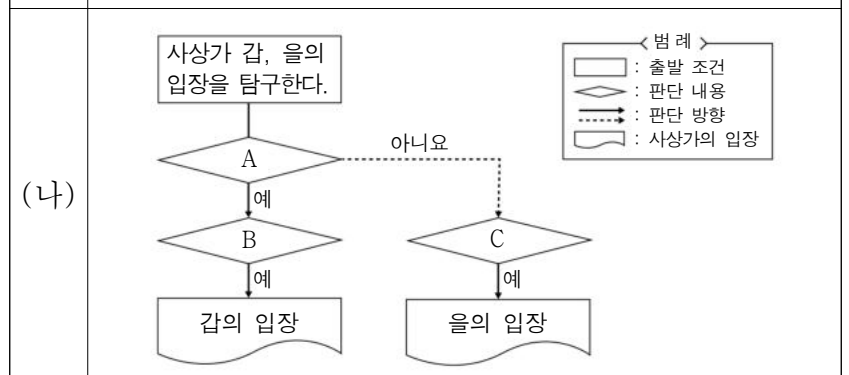 사상가 갑, 을의
입장을 탐구한다.
< 범 례 >
: 출발 조건
: 판단 내용
: 판단 방향
: 사상가의 입장
(나)
A
아니요
예
B
C
예
예
갑의 입장
을의 입장